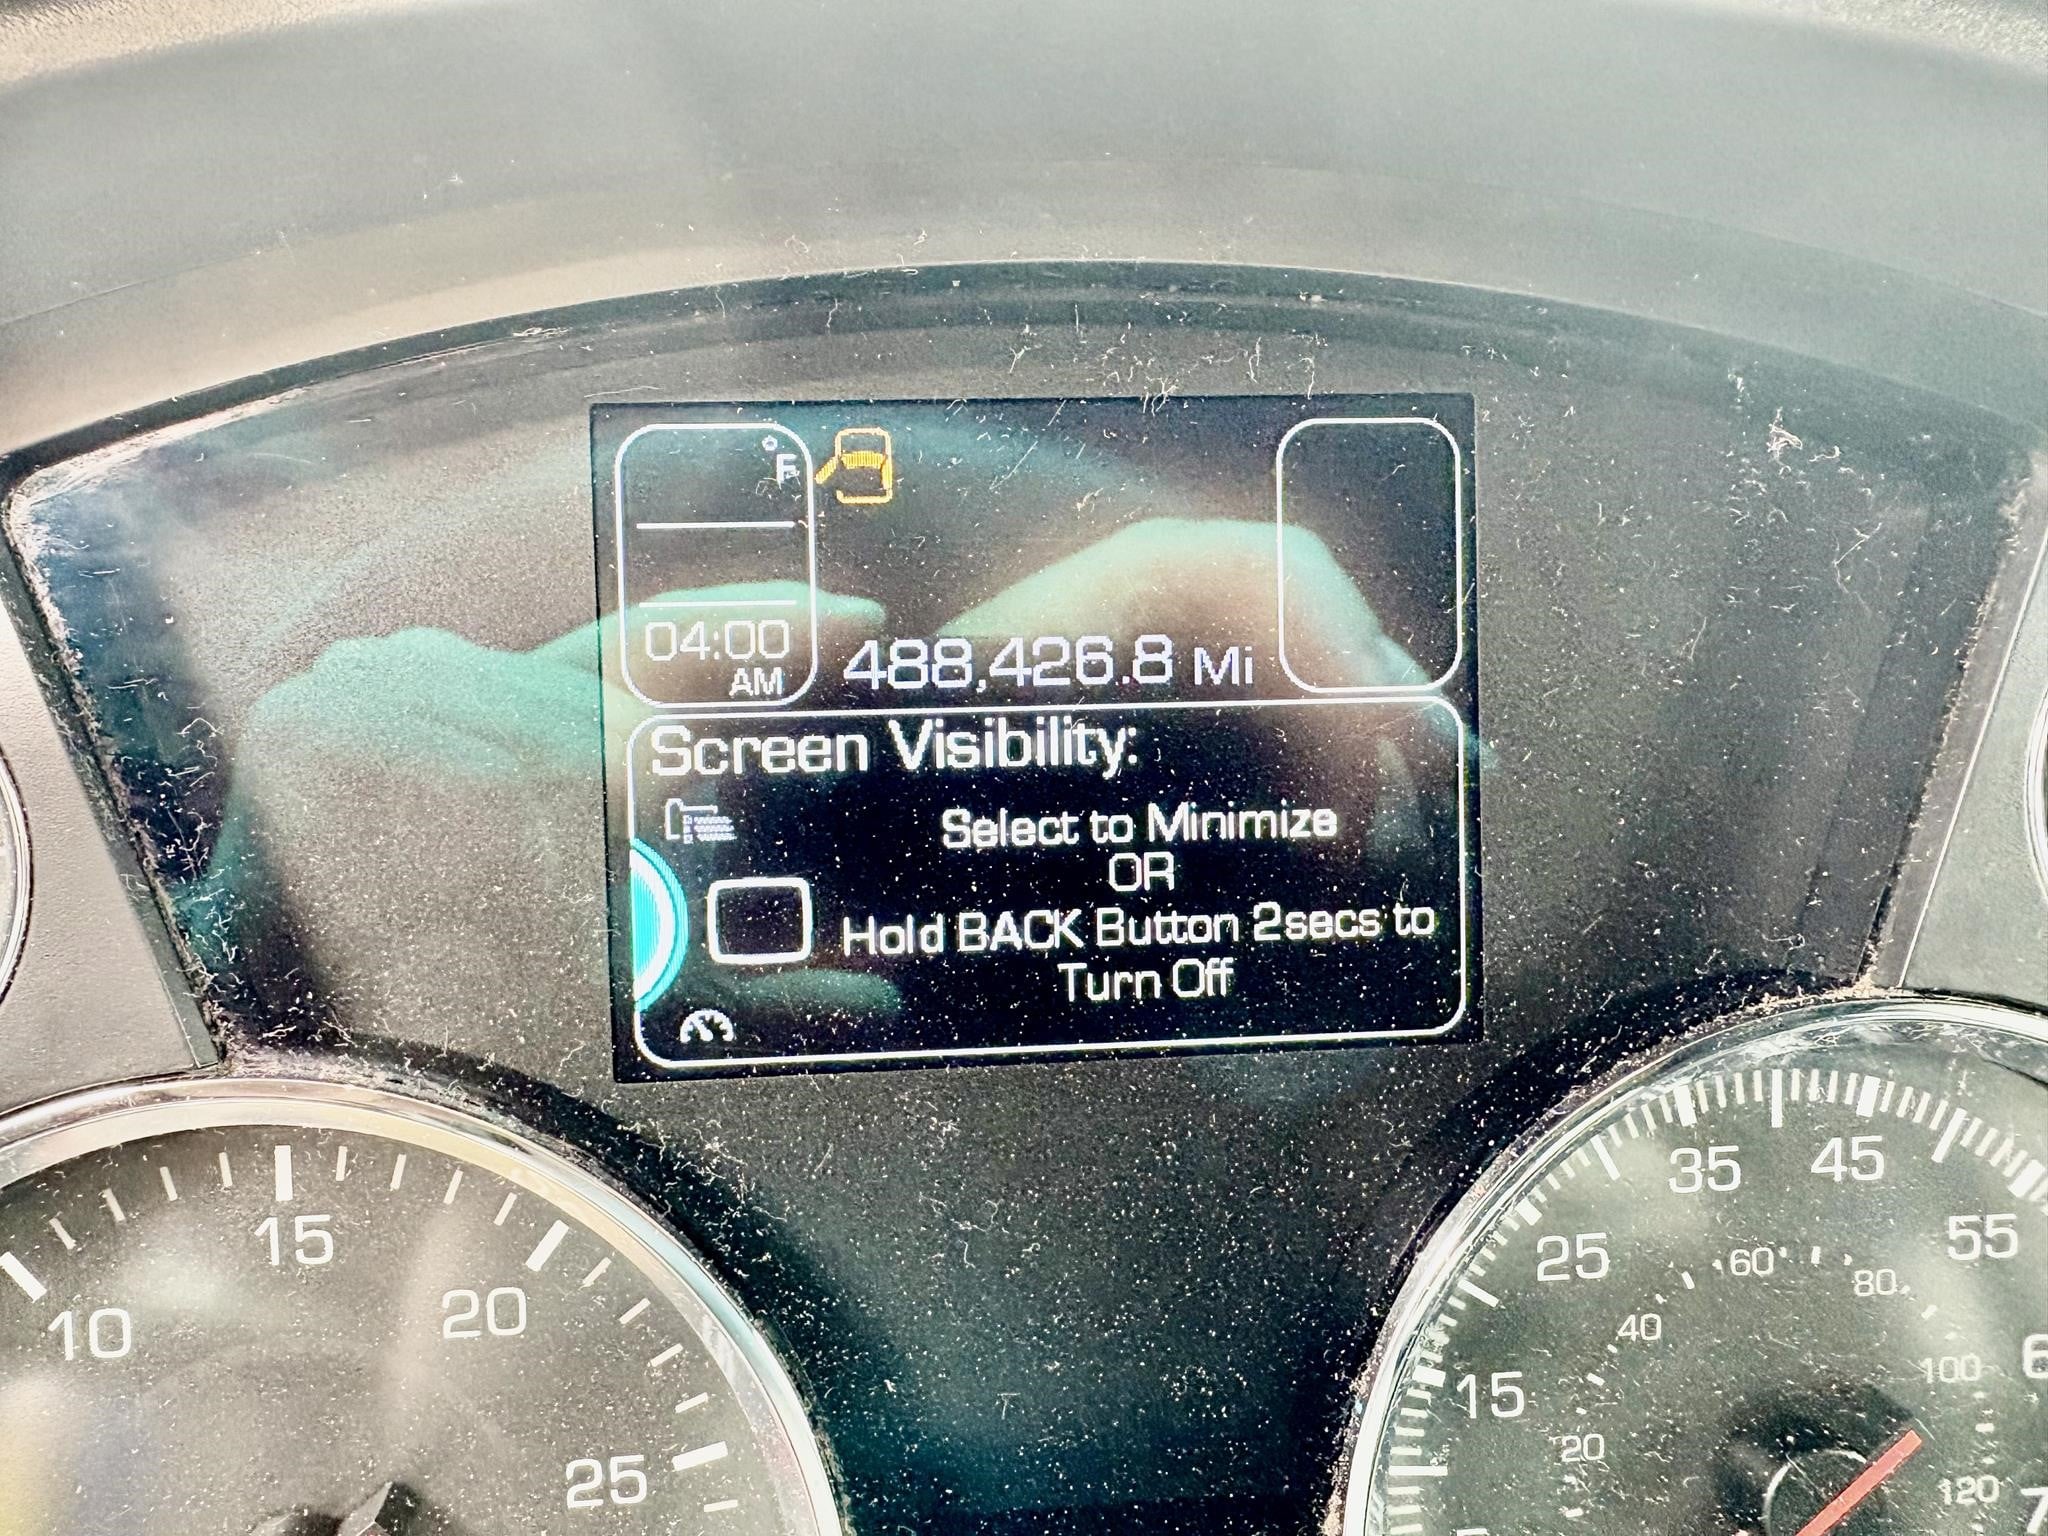 °F
04:00
AM
488,426.8 Mi
Screen Visibility:
Select to Minimize
OR
Hold BACK Button 2secs to
Turn Off
10
15
20
25
15
25
35
45
55
20
40
60
80
100
120